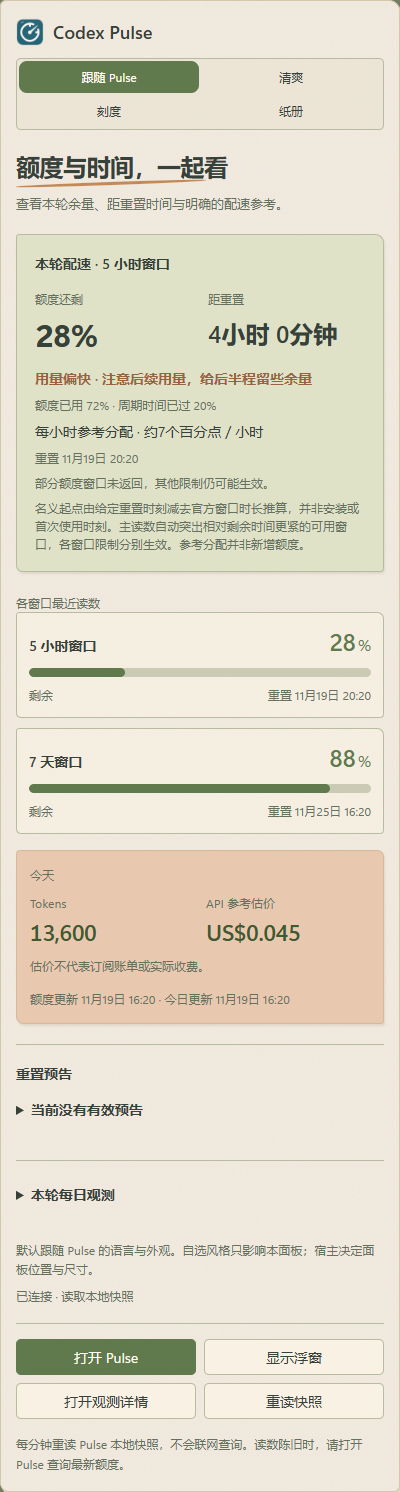 Codex Pulse
跟随 Pulse
清爽
刻度
纸册
额度与时间，一起看
查看本轮余量、距重置时间与明确的配速参考。
本轮配速 · 5 小时窗口
额度还剩
距重置
28%
4小时 0分钟
用量偏快 · 注意后续用量，给后半程留些余量
额度已用 72% · 周期时间已过 20%
每小时参考分配 · 约7个百分点 / 小时
重置 11月19日 20:20
部分额度窗口未返回，其他限制仍可能生效。
名义起点由给定重置时刻减去官方窗口时长推算，并非安装或
首次使用时刻。主读数自动突出相对剩余时间更紧的可用窗
口，各窗口限制分别生效。参考分配并非新增额度。
各窗口最近读数
5 小时窗口
28%
剩余
重置 11月19日 20:20
7 天窗口
88%
剩余
重置 11月25日 16:20
今天
Tokens
API 参考估价
13,600
US$0.045
估价不代表订阅账单或实际收费。
额度更新 11月19日 16:20 · 今日更新 11月19日 16:20
重置预告
▶ 当前没有有效预告
▶ 本轮每日观测
默认跟随 Pulse 的语言与外观。自选风格只影响本面板；宿主决定面
板位置与尺寸。
已连接 · 读取本地快照
打开 Pulse
显示浮窗
打开观测详情
重读快照
每分钟重读 Pulse 本地快照，不会联网查询。读数陈旧时，请打开
Pulse 查询最新额度。